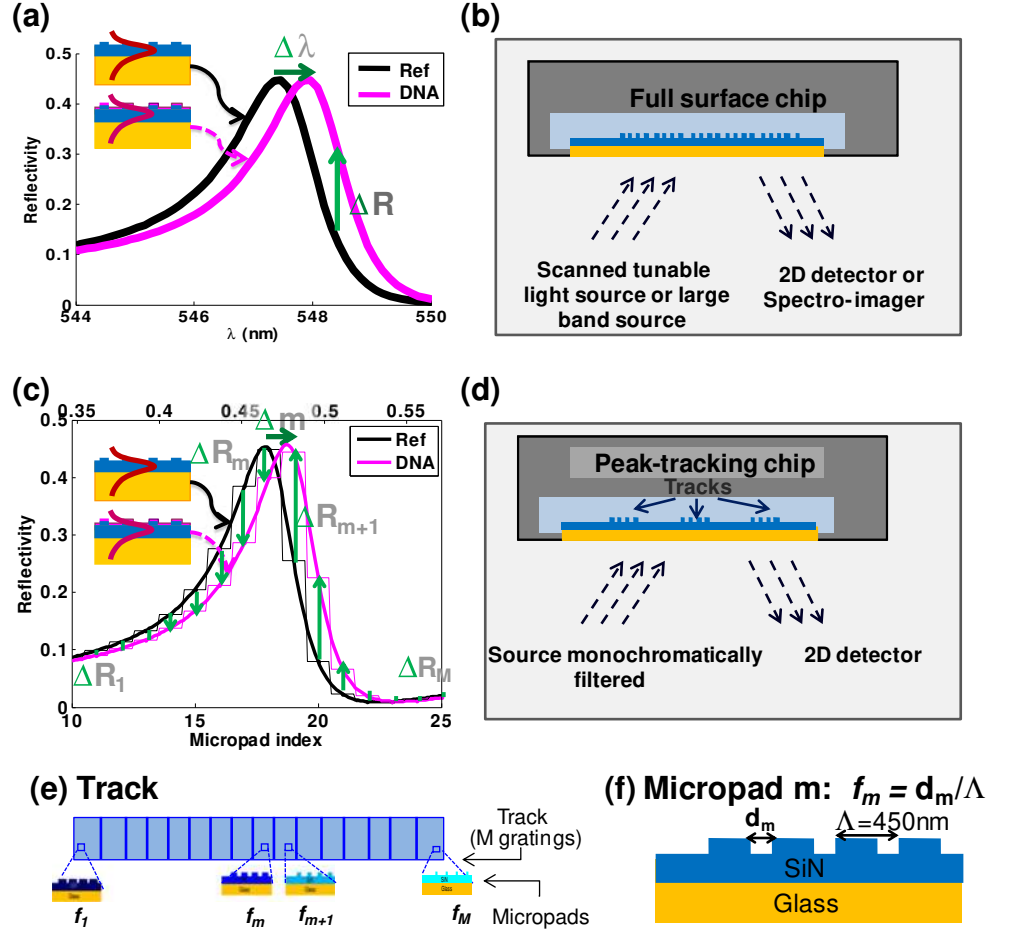 (a)
Δ λ
Ref
DNA
ΔR
Reflectivity
0.5
0.4
0.3
0.2
0.1
0
544
546
548
550
λ (nm)
(b)
Full surface chip
Scanned tunable
light source or large
band source
2D detector or
Spectro-imager
(c)
0.35
0.4
0.45
0.5
0.55
Δ m
Ref
DNA
ΔRm
ΔRm+1
ΔR1
ΔRM
Reflectivity
0.5
0.4
0.3
0.2
0.1
0
10
15
20
25
Micropad index
(d)
Peak-tracking chip
Tracks
Source monochromatically
filtered
2D detector
(e) Track
Track
(M gratings)
Micropads
f1
fm
fm+1
fM
SiN
Glass
(f) Micropad m: fm = dm/Λ
dm
Λ=450nm
SiN
Glass